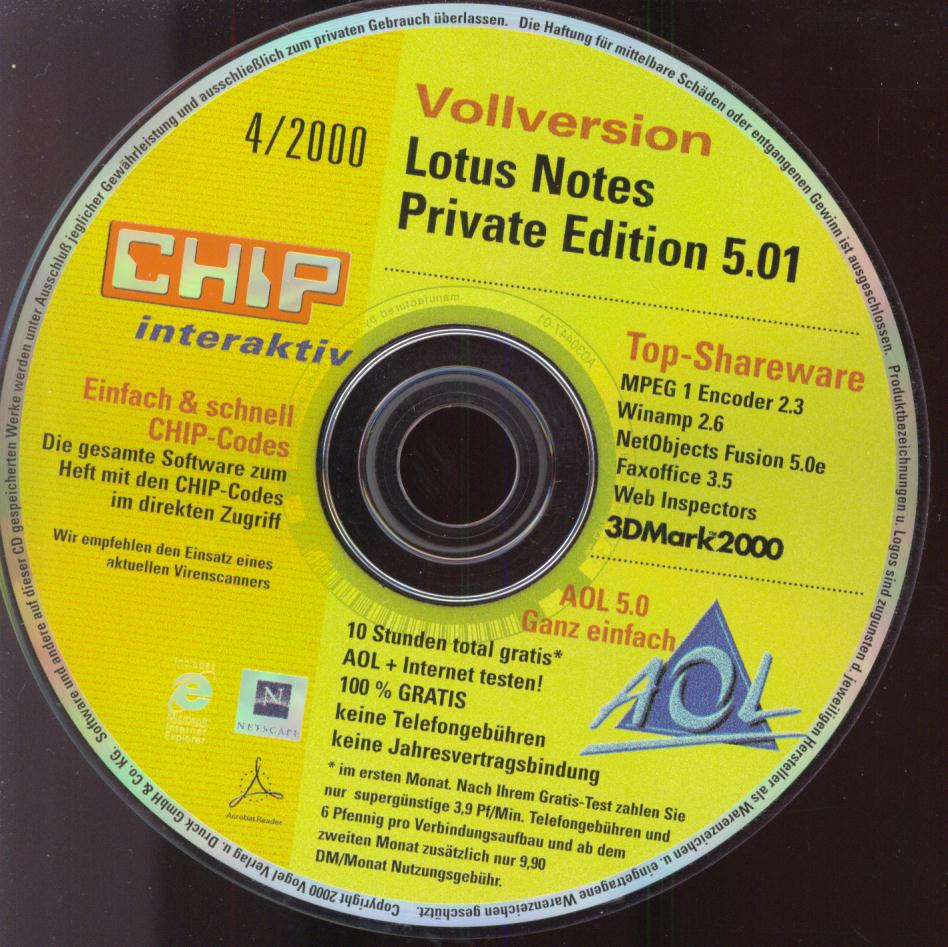 4/2000
CHIP
interaktiv
Einfach & schnell
CHIP-Codes
Die gesamte Software zum
Heft mit den CHIP-Codes
im direkten Zugriff
Wir empfehlen den Einsatz eines
aktuellen Virenscanners
Includes
Microsoft
Internet
Explorer
N
NETSCAPE
Acrobat Reader
Vollversion
Lotus Notes
Private Edition 5.01
Top-Shareware
MPEG 1 Encoder 2.3
Winamp 2.6
NetObjects Fusion 5.0e
Faxoffice 3.5
Web Inspectors
3DMark™2000
AOL 5.0
Ganz einfach
AOL
10 Stunden total gratis*
AOL + Internet testen!
100 % GRATIS
keine Telefongebühren
keine Jahresvertragsbindung
* im ersten Monat. Nach Ihrem Gratis-Test zahlen Sie
nur supergünstige 3,9 Pf/Min. Telefongebühren und
6 Pfennig pro Verbindungsaufbau und ab dem
zweiten Monat zusätzlich nur 9,90
DM/Monat Nutzungsgebühr.
Copyright 2000 Vogel Verlag u. Druck GmbH & Co. KG. Software und andere auf dieser CD gespeicherten Werke werden unter Ausschluß jeglicher Gewährleistung und ausschließlich zum privaten Gebrauch überlassen. Die Haftung für mittelbare Schäden oder entgangenen Gewinn ist ausgeschlossen. Produktbezeichnungen u. Logos sind zugunsten d. jeweiligen Hersteller als Warenzeichen u. eingetragene Warenzeichen geschützt.
manufactured by